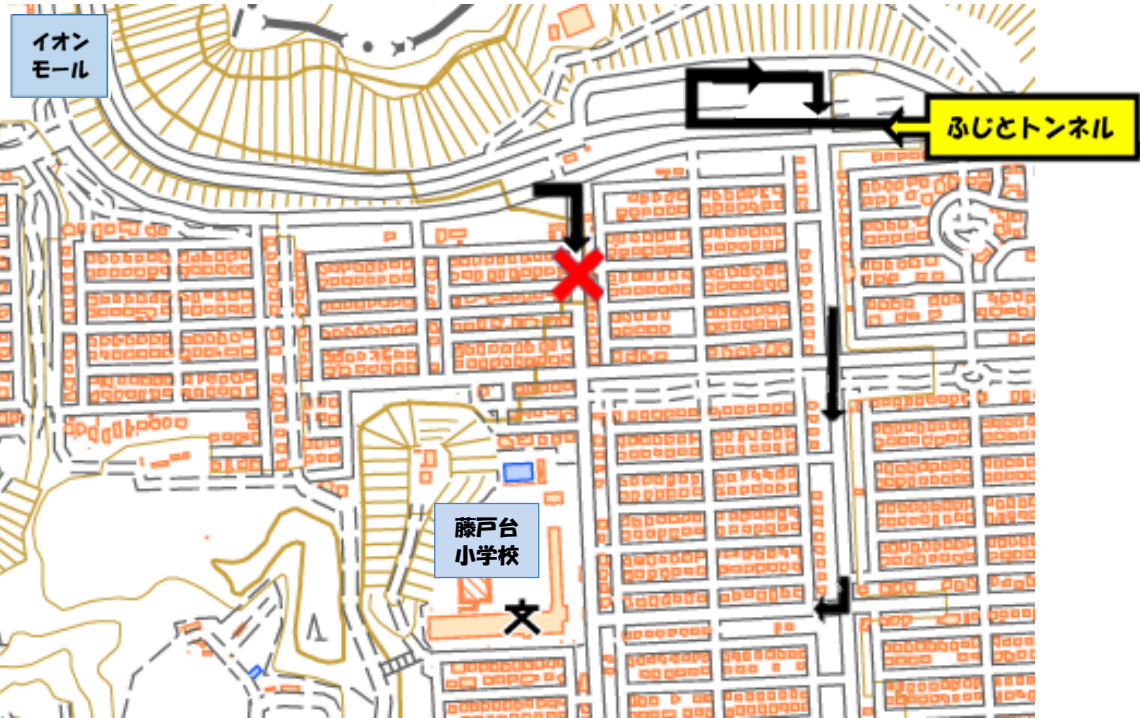 イオン
モール
ふじとトンネル
藤戸台
小学校